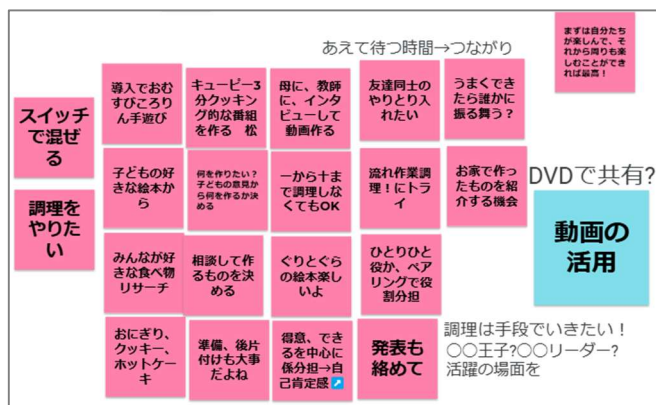 まずは自分たち
が楽しんで、そ
れから周りも楽
しむことができ
れば最高！
あえて待つ時間→つながり
スイッチ
で混ぜ
る
調理を
やりた
い
導入でおむ
すびころり
ん手遊び
キューピー3
分クッキン
グ的な番組
を作る　松
母に、教師
に、インタ
ビューして
動画作る
友達同士の
やりとり入
れたい
うまくでき
たら誰かに
振る舞う？
子どもの好
きな絵本か
ら
何を作りたい？
子どもの意見か
ら何を作るか決
める
一から十ま
で調理しな
くてもOK
流れ作業調
理！にトラ
イ
お家で作っ
たものを紹
介する機会
DVDで共有?
動画の
活用
みんなが好
きな食べ物
リサーチ
相談して作
るものを決
める
ぐりとぐら
の絵本楽し
いよ
ひとりひと
役か、ペア
リングで役
割分担
おにぎり、
クッキー、
ホットケー
キ
準備、後片
付けも大事
だよね
得意、でき
るを中心に
係分担→自
己肯定感↗
発表も
絡めて
調理は手段でいきたい！
〇〇王子?〇〇リーダー?
活躍の場面を